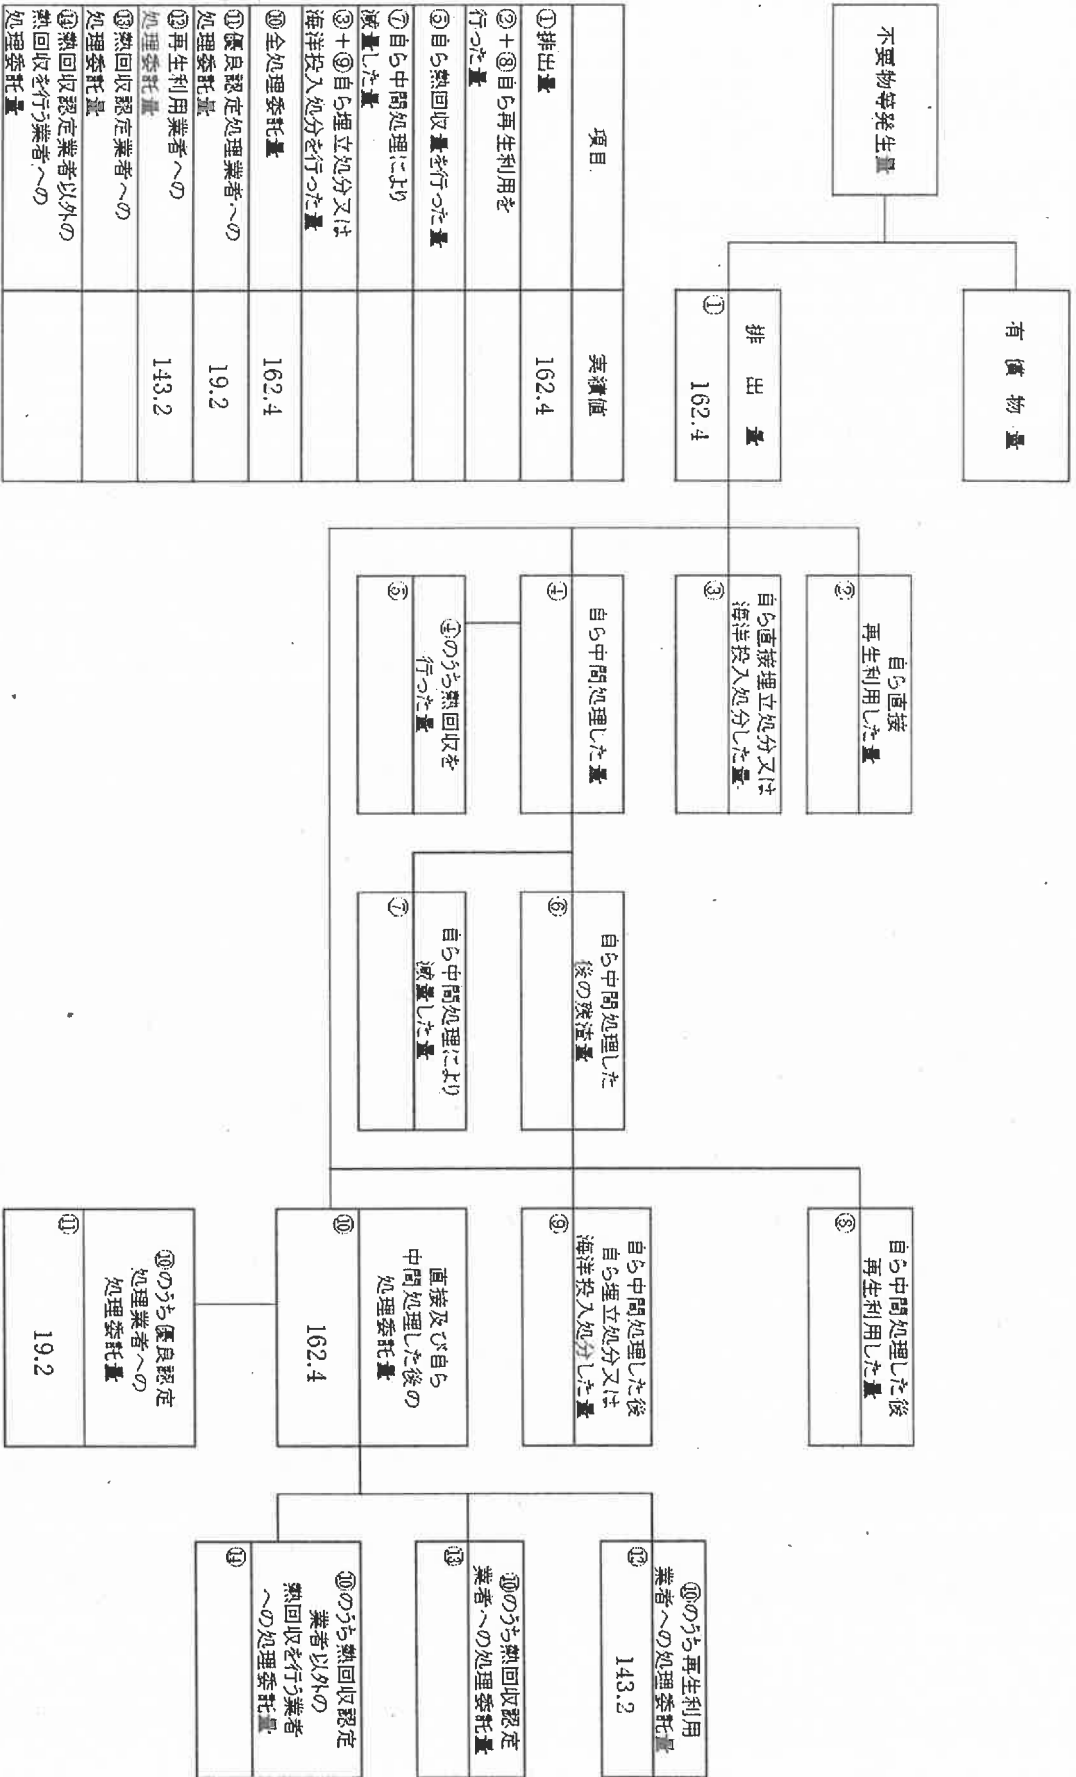 不要物等発生量
有償物量
排出量
①
162.4
自ら直接
再生利用した量
②
自ら直接埋立処分又は
海洋投入処分した量
③
自ら中間処理した量
④
④のうち熱回収を
行った量
⑤
自ら中間処理した
後の残渣量
⑥
自ら中間処理により
減量した量
⑦
自ら中間処理した後
再生利用した量
⑧
自ら中間処理した後
自ら埋立処分又は
海洋投入処分した量
⑨
直接及び自ら
中間処理した後の
処理委託量
⑩
162.4
⑩のうち優良認定
処理業者への
処理委託量
⑪
19.2
⑩のうち再生利用
業者への処理委託量
⑫
143.2
⑩のうち熱回収認定
業者への処理委託量
⑬
⑩のうち熱回収認定
業者以外の
熱回収を行う業者
への処理委託量
⑭
項目 実績値
①排出量 162.4
②+⑧自ら再生利用を
行った量
⑤自ら熱回収量を行った量
⑦自ら中間処理により
減量した量
③+⑨自ら埋立処分又は
海洋投入処分を行った量
⑩全処理委託量 162.4
⑪優良認定処理業者への
処理委託量 19.2
⑫再生利用業者への
処理委託量 143.2
⑬熱回収認定業者への
処理委託量
⑭熱回収認定業者以外の
熱回収を行う業者への
処理委託量